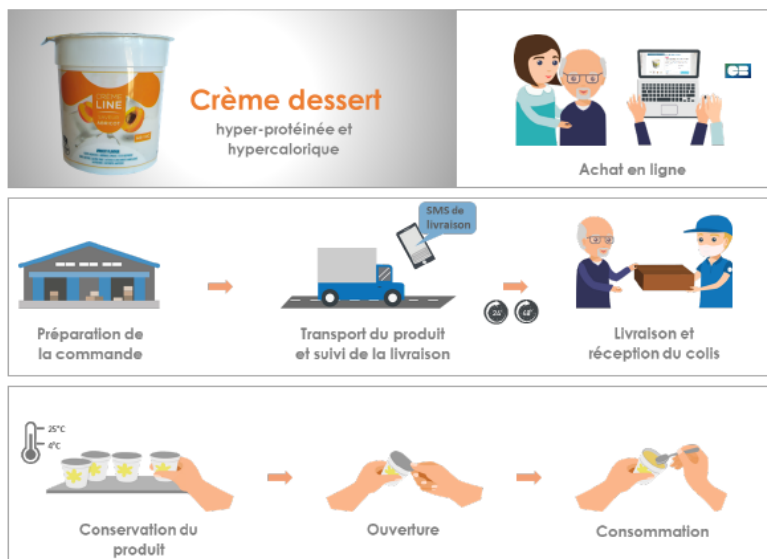 CRÈME
LINE
Crème dessert
hyper-protéinée et
hypercalorique
CB
Achat en ligne
SMS de
livraison
24
48
Préparation de
la commande
Transport du produit
et suivi de la livraison
Livraison et
réception du colis
25°C
4°C
Conservation du
produit
Ouverture
Consommation